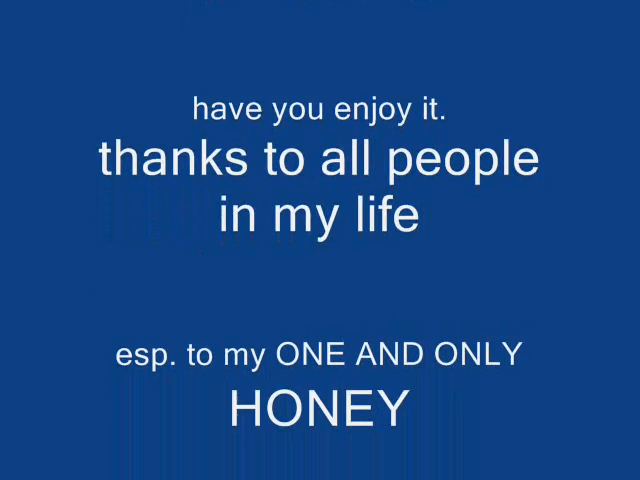 have you enjoy it.
thanks to all people
in my life
esp. to my ONE AND ONLY
HONEY